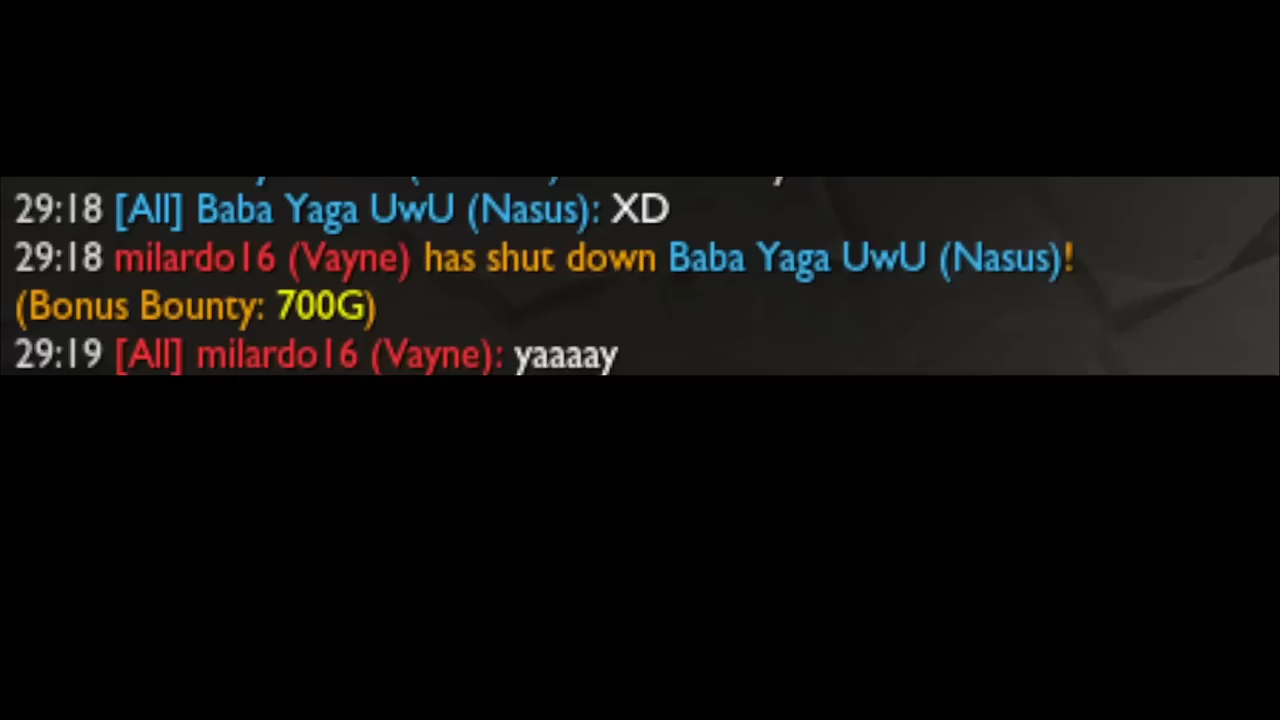 29:18 [All] Baba Yaga UwU (Nasus): XD
29:18 milardo16 (Vayne) has shut down Baba Yaga UwU (Nasus)!
(Bonus Bounty: 700G)
29:19 [All] milardo16 (Vayne): yaaaay